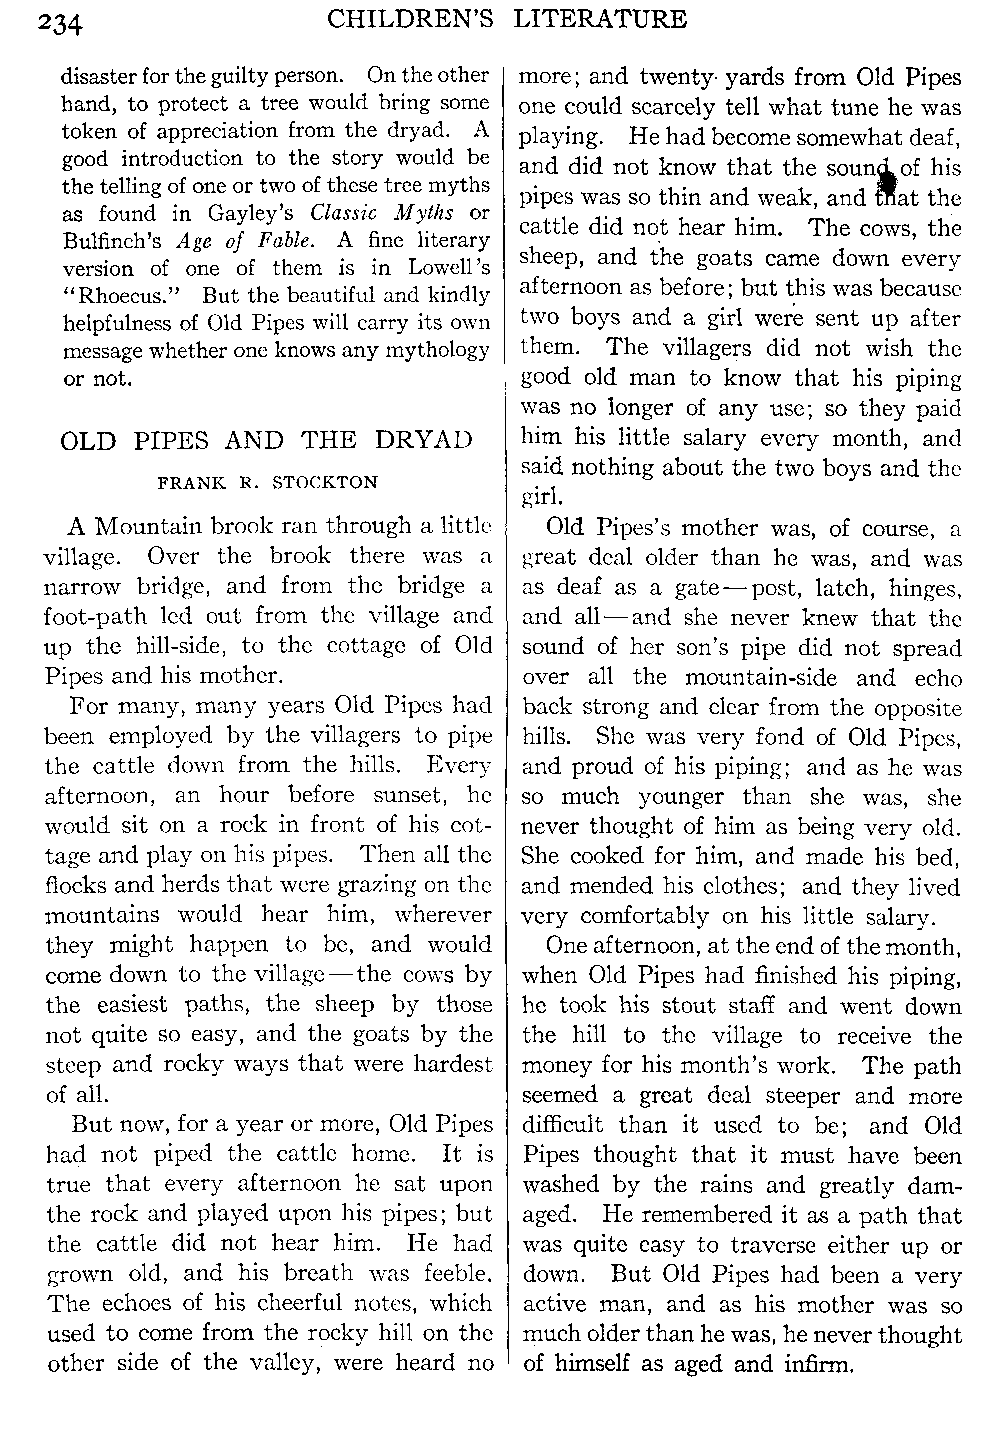 234
CHILDREN'S LITERATURE
disaster for the guilty person. On the other
hand, to protect a tree would bring some
token of appreciation from the dryad. A
good introduction to the story would be
the telling of one or two of these tree myths
as found in Gayley's Classic Myths or
Bulfinch's Age of Fable. A fine literary
version of one of them is in Lowell's
"Rhoecus." But the beautiful and kindly
helpfulness of Old Pipes will carry its own
message whether one knows any mythology
or not.
OLD PIPES AND THE DRYAD
FRANK R. STOCKTON
A Mountain brook ran through a little
village. Over the brook there was a
narrow bridge, and from the bridge a
foot-path led out from the village and
up the hill-side, to the cottage of Old
Pipes and his mother.
For many, many years Old Pipes had
been employed by the villagers to pipe
the cattle down from the hills. Every
afternoon, an hour before sunset, he
would sit on a rock in front of his cot-
tage and play on his pipes. Then all the
flocks and herds that were grazing on the
mountains would hear him, wherever
they might happen to be, and would
come down to the village—the cows by
the easiest paths, the sheep by those
not quite so easy, and the goats by the
steep and rocky ways that were hardest
of all.
But now, for a year or more, Old Pipes
had not piped the cattle home. It is
true that every afternoon he sat upon
the rock and played upon his pipes; but
the cattle did not hear him. He had
grown old, and his breath was feeble.
The echoes of his cheerful notes, which
used to come from the rocky hill on the
other side of the valley, were heard no
more; and twenty yards from Old Pipes
one could scarcely tell what tune he was
playing. He had become somewhat deaf,
and did not know that the sound of his
pipes was so thin and weak, and that the
cattle did not hear him. The cows, the
sheep, and the goats came down every
afternoon as before; but this was because
two boys and a girl were sent up after
them. The villagers did not wish the
good old man to know that his piping
was no longer of any use; so they paid
him his little salary every month, and
said nothing about the two boys and the
girl.
Old Pipes's mother was, of course, a
great deal older than he was, and was
as deaf as a gate—post, latch, hinges,
and all—and she never knew that the
sound of her son's pipe did not spread
over all the mountain-side and echo
back strong and clear from the opposite
hills. She was very fond of Old Pipes,
and proud of his piping; and as he was
so much younger than she was, she
never thought of him as being very old.
She cooked for him, and made his bed,
and mended his clothes; and they lived
very comfortably on his little salary.
One afternoon, at the end of the month,
when Old Pipes had finished his piping,
he took his stout staff and went down
the hill to the village to receive the
money for his month's work. The path
seemed a great deal steeper and more
difficult than it used to be; and Old
Pipes thought that it must have been
washed by the rains and greatly dam-
aged. He remembered it as a path that
was quite easy to traverse either up or
down. But Old Pipes had been a very
active man, and as his mother was so
much older than he was, he never thought
of himself as aged and infirm.